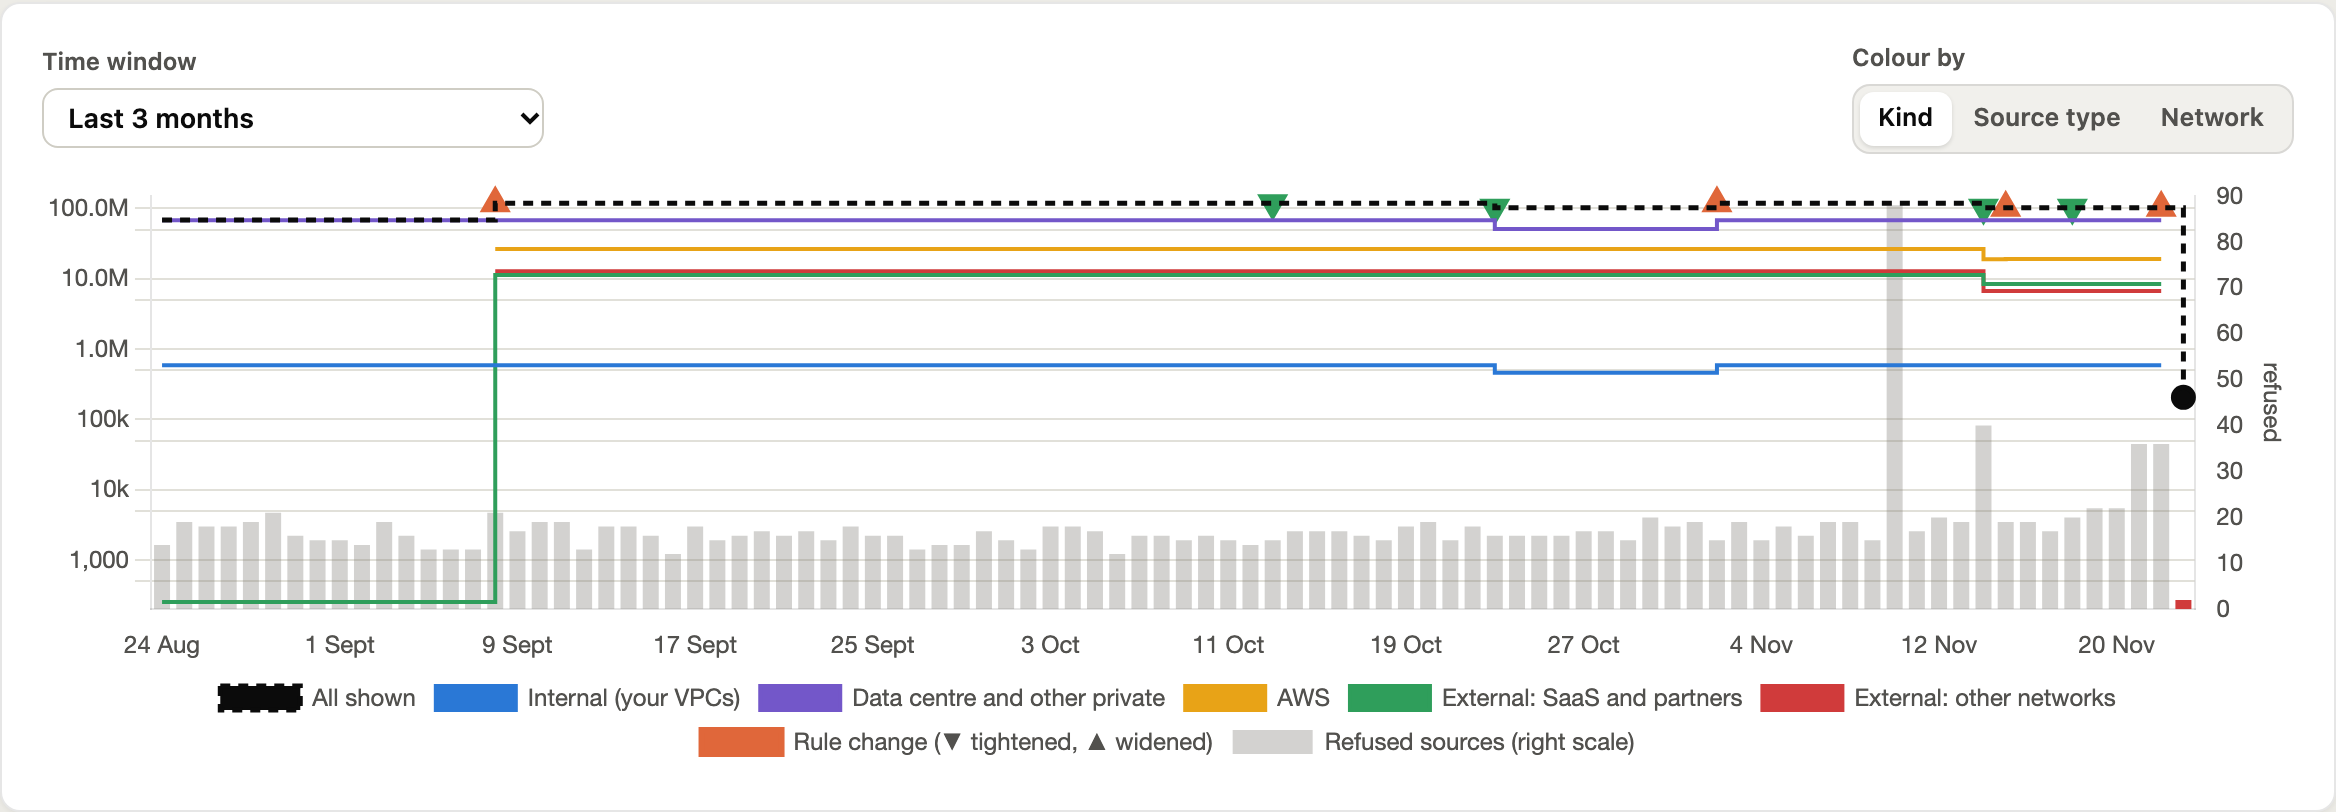 Time window
Colour by
Last 3 months
Kind Source type Network
100.0M
10.0M
1.0M
100k
10k
1,000
90
80
70
60
50
40
30
20
10
0
refused
24 Aug 1 Sept 9 Sept 17 Sept 25 Sept 3 Oct 11 Oct 19 Oct 27 Oct 4 Nov 12 Nov 20 Nov
All shown Internal (your VPCs) Data centre and other private AWS External: SaaS and partners External: other networks
Rule change (▼ tightened, ▲ widened) Refused sources (right scale)